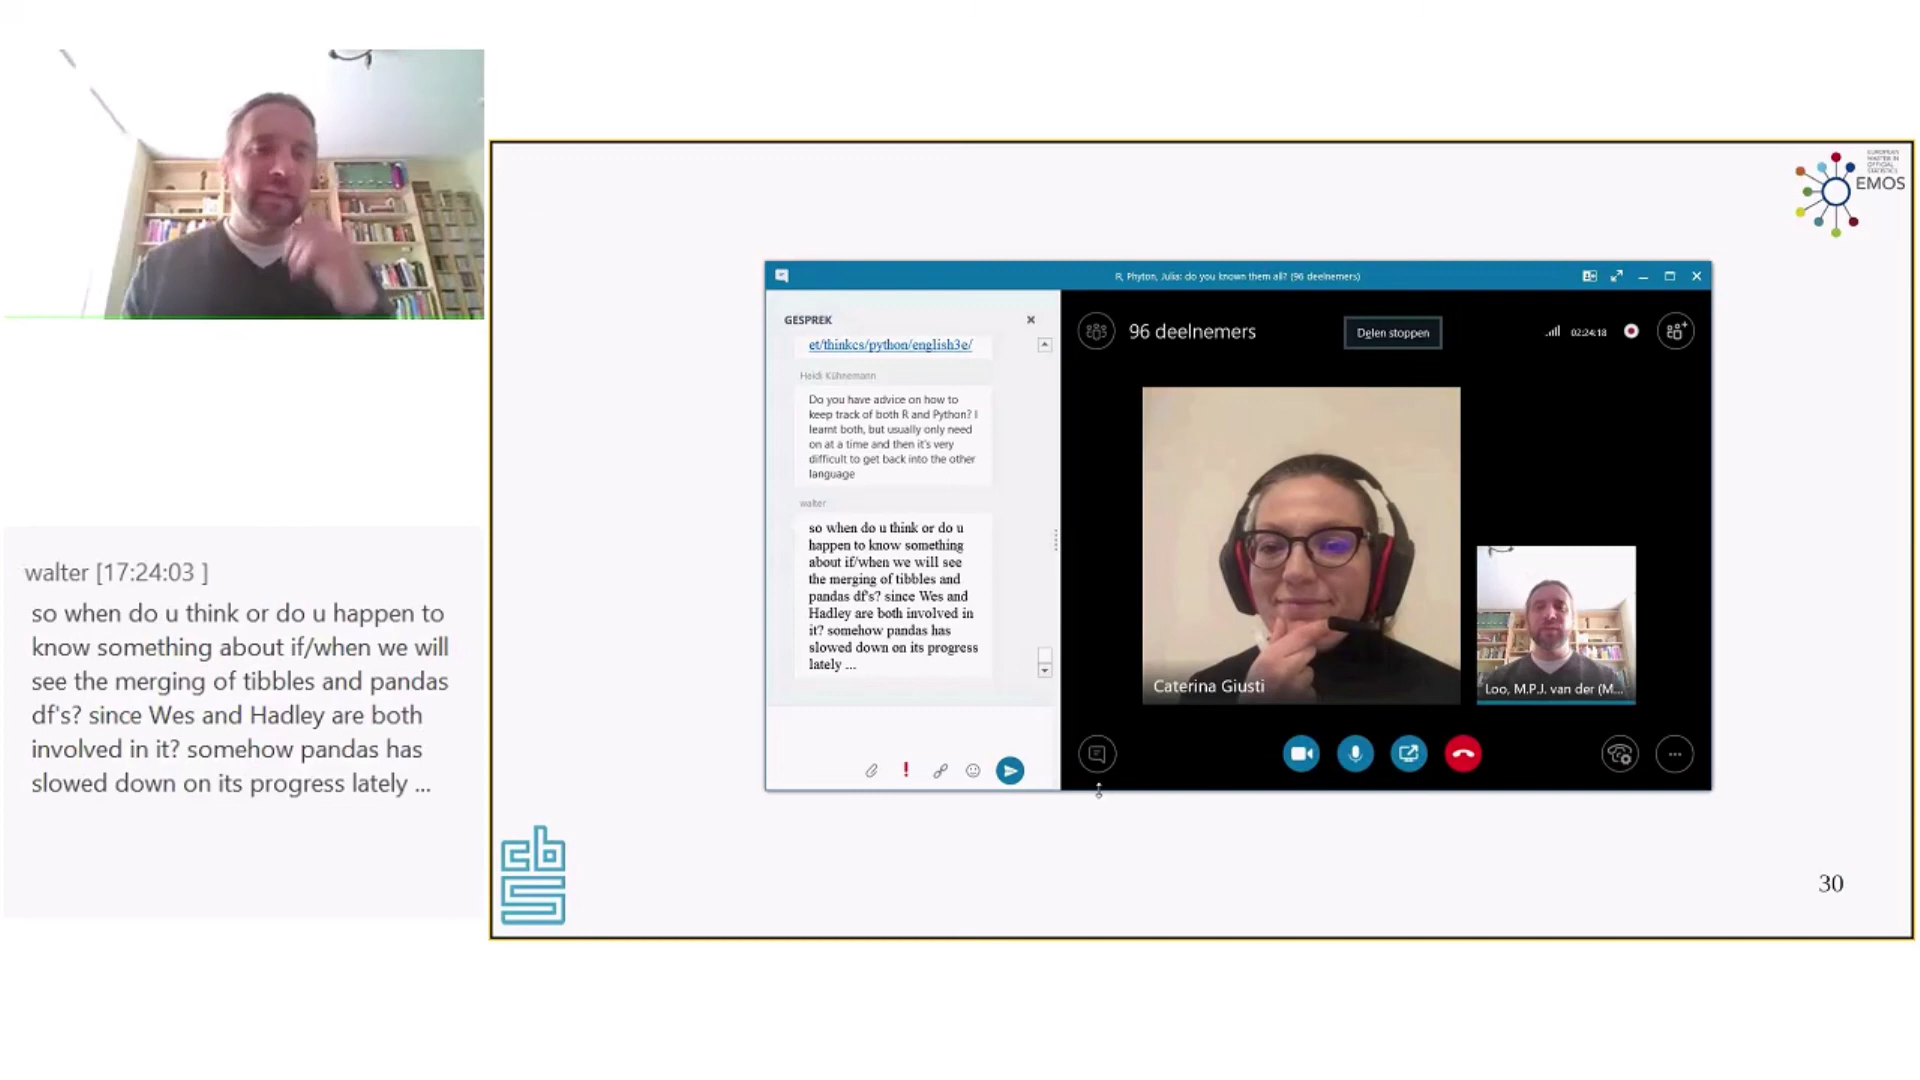 EUROPEAN
MASTER IN
OFFICIAL
STATISTICS
EMOS
R, Phyton, Julia: do you known them all? (96 deelnemers)
GESPREK
et/thinkcs/python/english3e/
Heidi Kühnemann
Do you have advice on how to
keep track of both R and Python? I
learnt both, but usually only need
on at a time and then it's very
difficult to get back into the other
language
walter
so when do u think or do u
happen to know something
about if/when we will see
the merging of tibbles and
pandas df's? since Wes and
Hadley are both involved in
it? somehow pandas has
slowed down on its progress
lately ...
96 deelnemers
Delen stoppen
02:24:18
Caterina Giusti
Loo, M.P.J. van der (M...
walter [17:24:03 ]
so when do u think or do u happen to
know something about if/when we will
see the merging of tibbles and pandas
df's? since Wes and Hadley are both
involved in it? somehow pandas has
slowed down on its progress lately ...
cbs
30